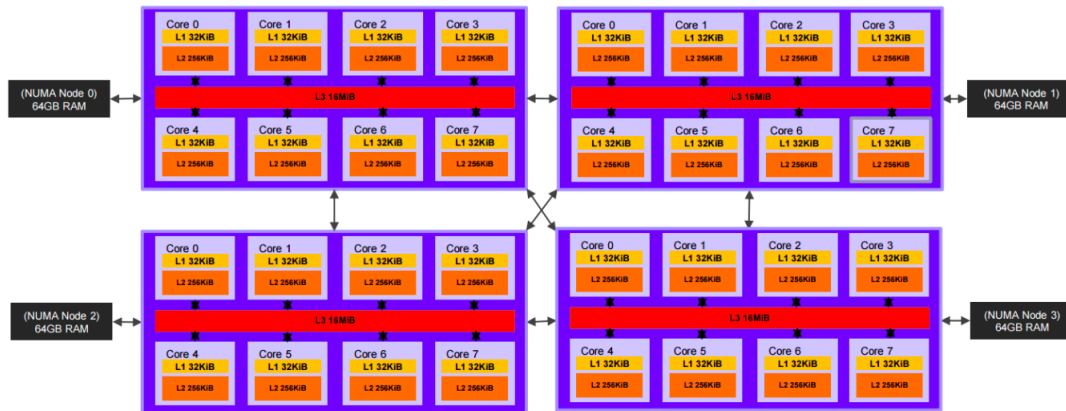 Core 0 Core 1 Core 2 Core 3
L1 32KiB L1 32KiB L1 32KiB L1 32KiB
L2 256KiB L2 256KiB L2 256KiB L2 256KiB
(NUMA Node 0)
64GB RAM
L3 16MiB
Core 4 Core 5 Core 6 Core 7
L1 32KiB L1 32KiB L1 32KiB L1 32KiB
L2 256KiB L2 256KiB L2 256KiB L2 256KiB
Core 0 Core 1 Core 2 Core 3
L1 32KiB L1 32KiB L1 32KiB L1 32KiB
L2 256KiB L2 256KiB L2 256KiB L2 256KiB
L3 16MiB
(NUMA Node 1)
64GB RAM
Core 4 Core 5 Core 6 Core 7
L1 32KiB L1 32KiB L1 32KiB L1 32KiB
L2 256KiB L2 256KiB L2 256KiB L2 256KiB
Core 0 Core 1 Core 2 Core 3
L1 32KiB L1 32KiB L1 32KiB L1 32KiB
L2 256KiB L2 256KiB L2 256KiB L2 256KiB
(NUMA Node 2)
64GB RAM
L3 16MiB
Core 4 Core 5 Core 6 Core 7
L1 32KiB L1 32KiB L1 32KiB L1 32KiB
L2 256KiB L2 256KiB L2 256KiB L2 256KiB
Core 0 Core 1 Core 2 Core 3
L1 32KiB L1 32KiB L1 32KiB L1 32KiB
L2 256KiB L2 256KiB L2 256KiB L2 256KiB
L3 16MiB
(NUMA Node 3)
64GB RAM
Core 4 Core 5 Core 6 Core 7
L1 32KiB L1 32KiB L1 32KiB L1 32KiB
L2 256KiB L2 256KiB L2 256KiB L2 256KiB